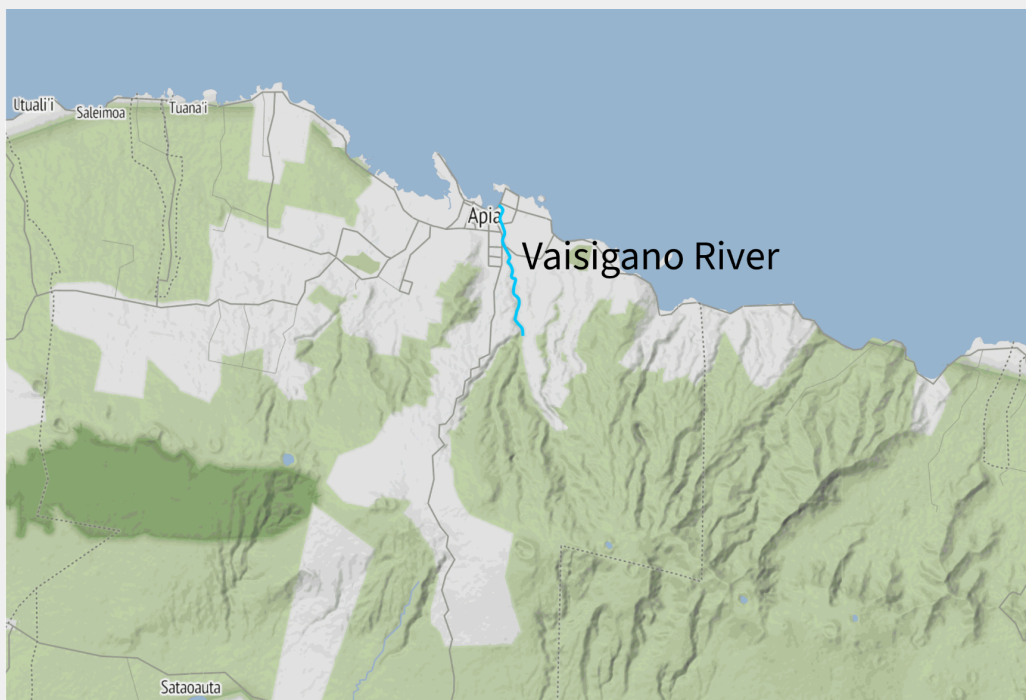 Utuali'i
Saleimoa
Tuana'i
Apia
Vaisigano River
Sataoauta